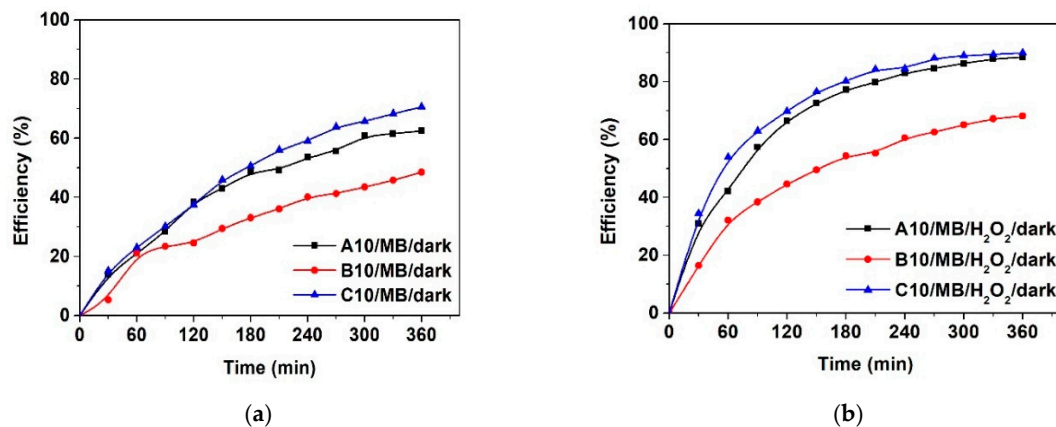 100
80
60
40
20
0
Efficiency (%)
A10/MB/dark
B10/MB/dark
C10/MB/dark
0 60 120 180 240 300 360
Time (min)
(a)
100
80
60
40
20
0
Efficiency (%)
A10/MB/H₂O₂/dark
B10/MB/H₂O₂/dark
C10/MB/H₂O₂/dark
0 60 120 180 240 300 360
Time (min)
(b)